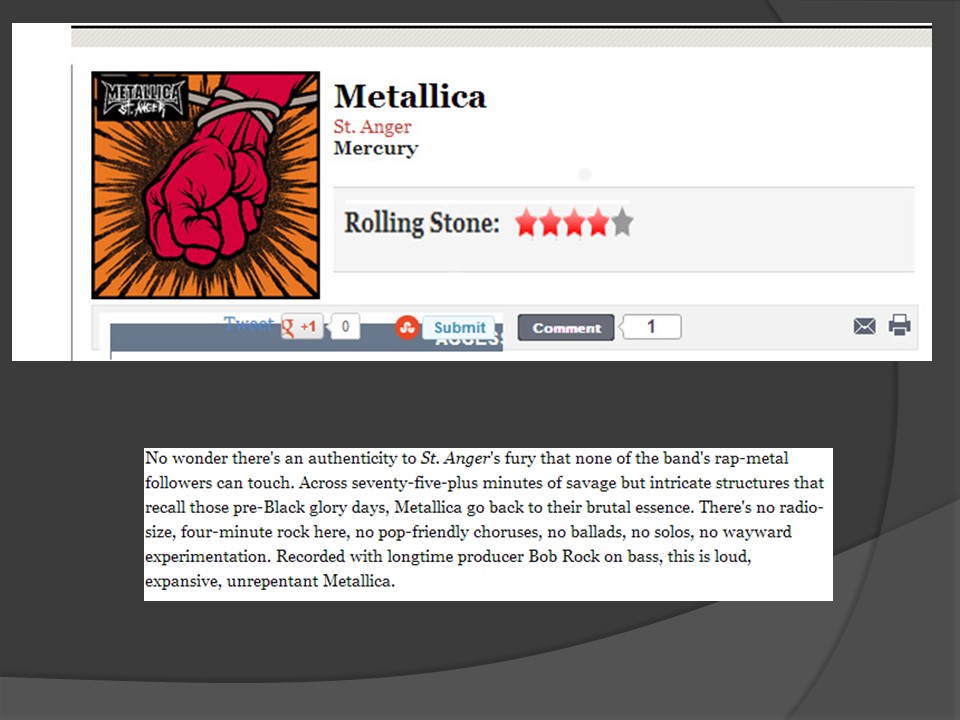 METALLICA
ST. ANGER
Metallica
St. Anger
Mercury
Rolling Stone:
Tweet
+1
0
Submit
Comment
1
No wonder there's an authenticity to St. Anger's fury that none of the band's rap-metal
followers can touch. Across seventy-five-plus minutes of savage but intricate structures that
recall those pre-Black glory days, Metallica go back to their brutal essence. There's no radio-
size, four-minute rock here, no pop-friendly choruses, no ballads, no solos, no wayward
experimentation. Recorded with longtime producer Bob Rock on bass, this is loud,
expansive, unrepentant Metallica.